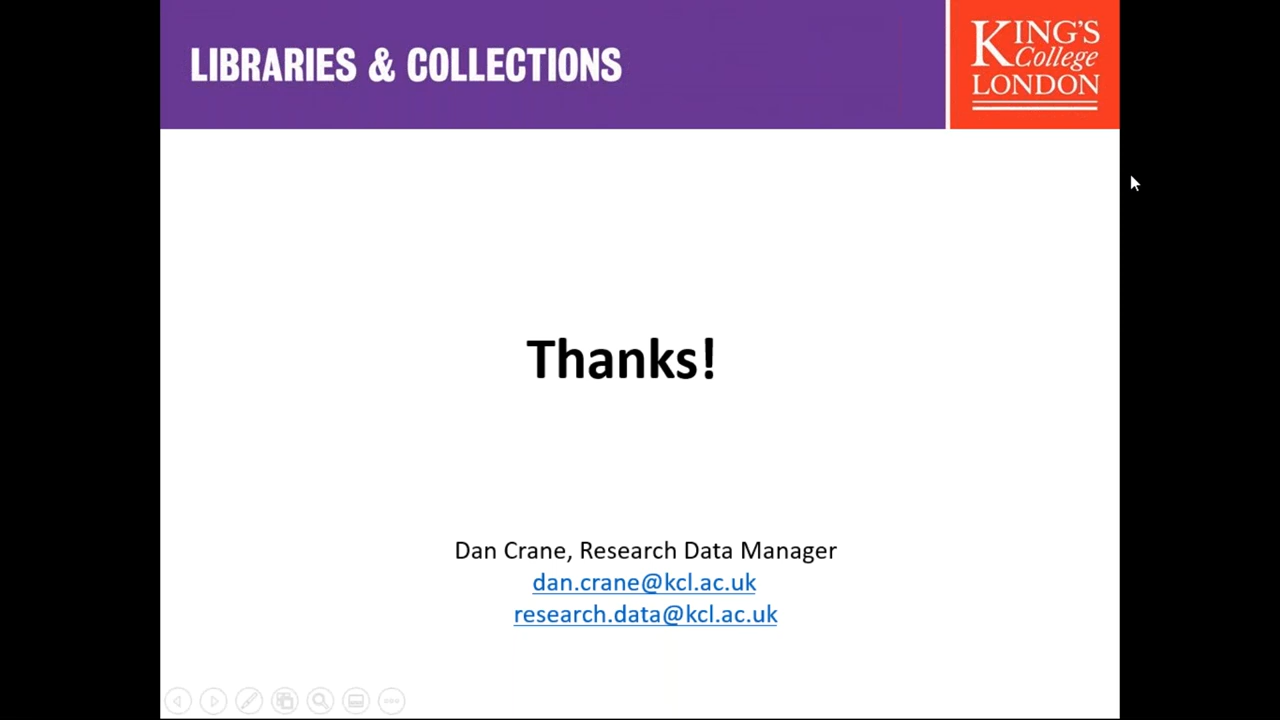 LIBRARIES & COLLECTIONS
KING'S
College
LONDON
Thanks!
Dan Crane, Research Data Manager
dan.crane@kcl.ac.uk
research.data@kcl.ac.uk